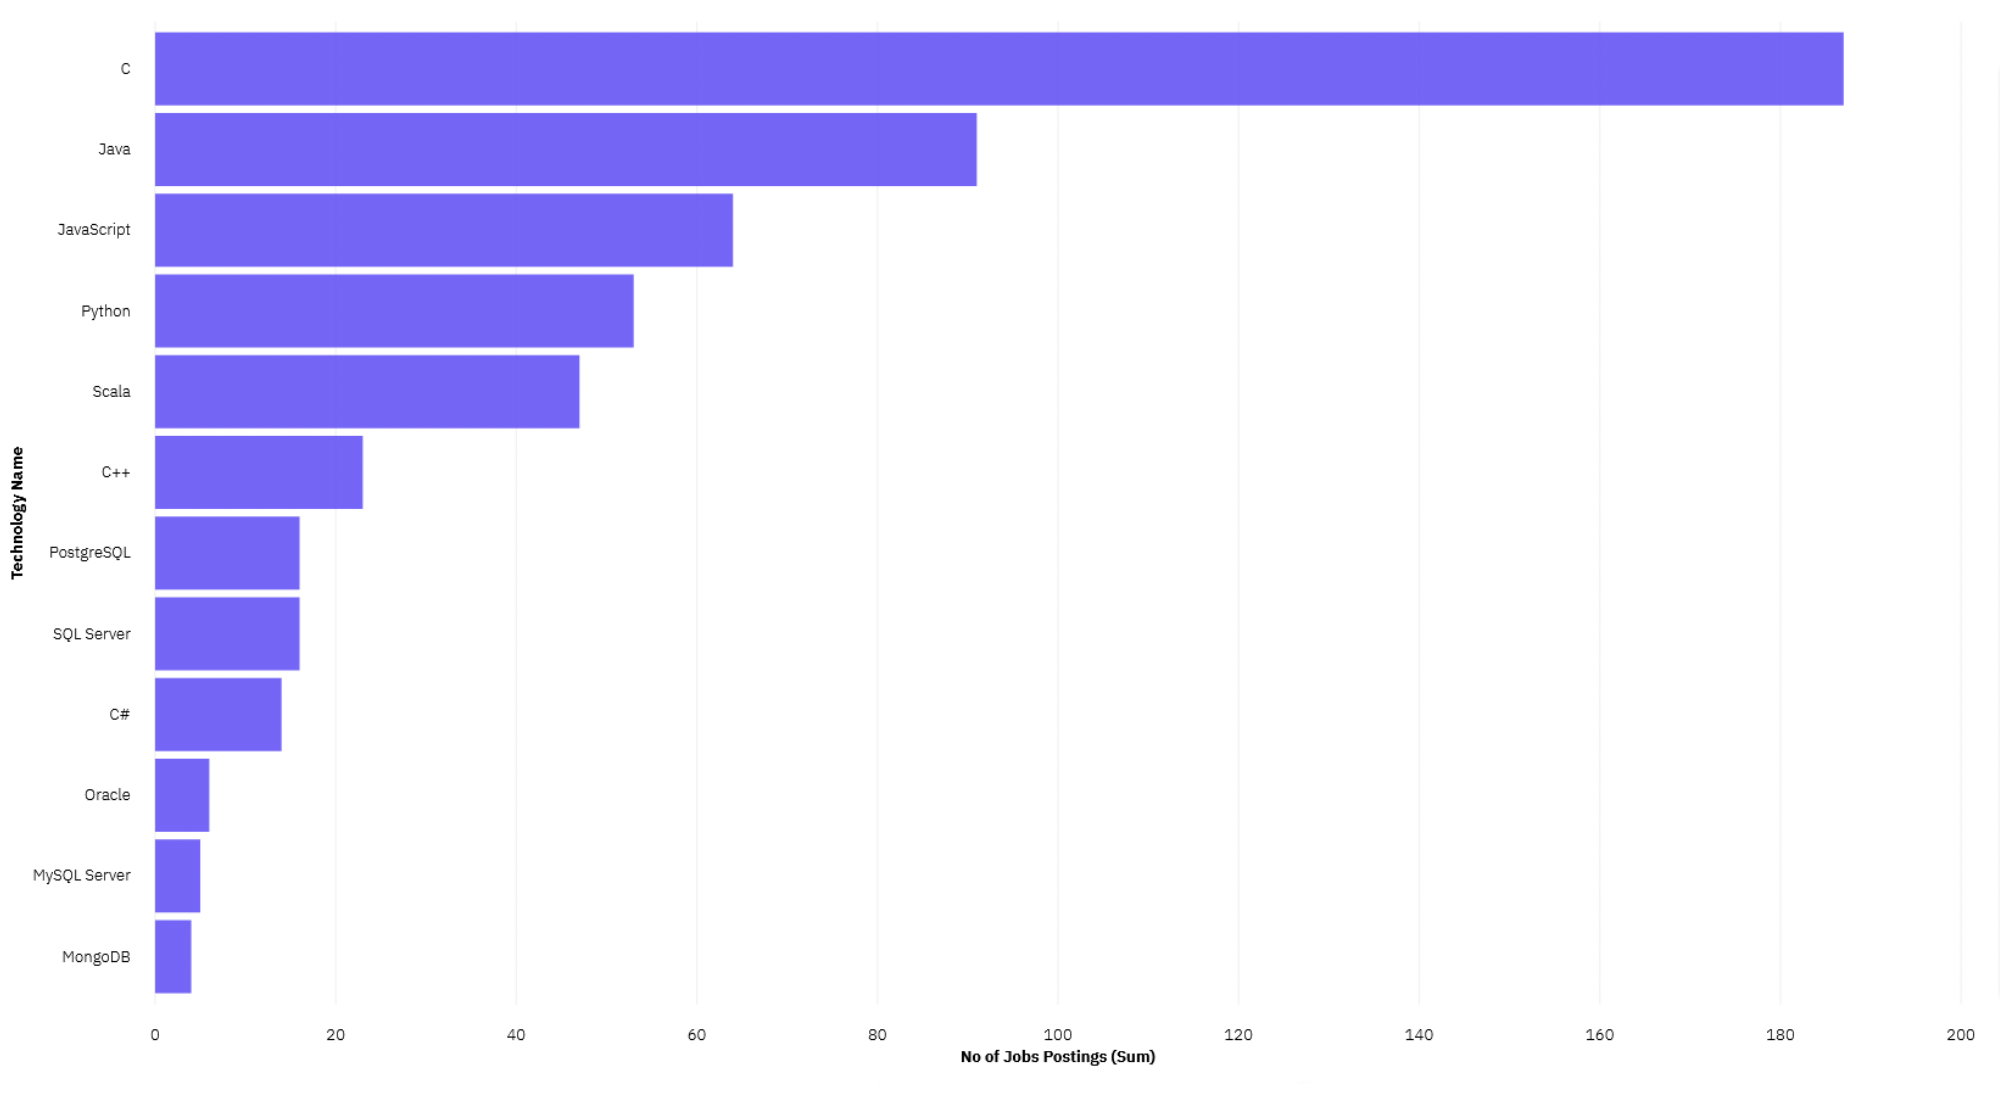 Technology Name
C
Java
JavaScript
Python
Scala
C++
PostgreSQL
SQL Server
C#
Oracle
MySQL Server
MongoDB
0 20 40 60 80 100 120 140 160 180 200
No of Jobs Postings (Sum)